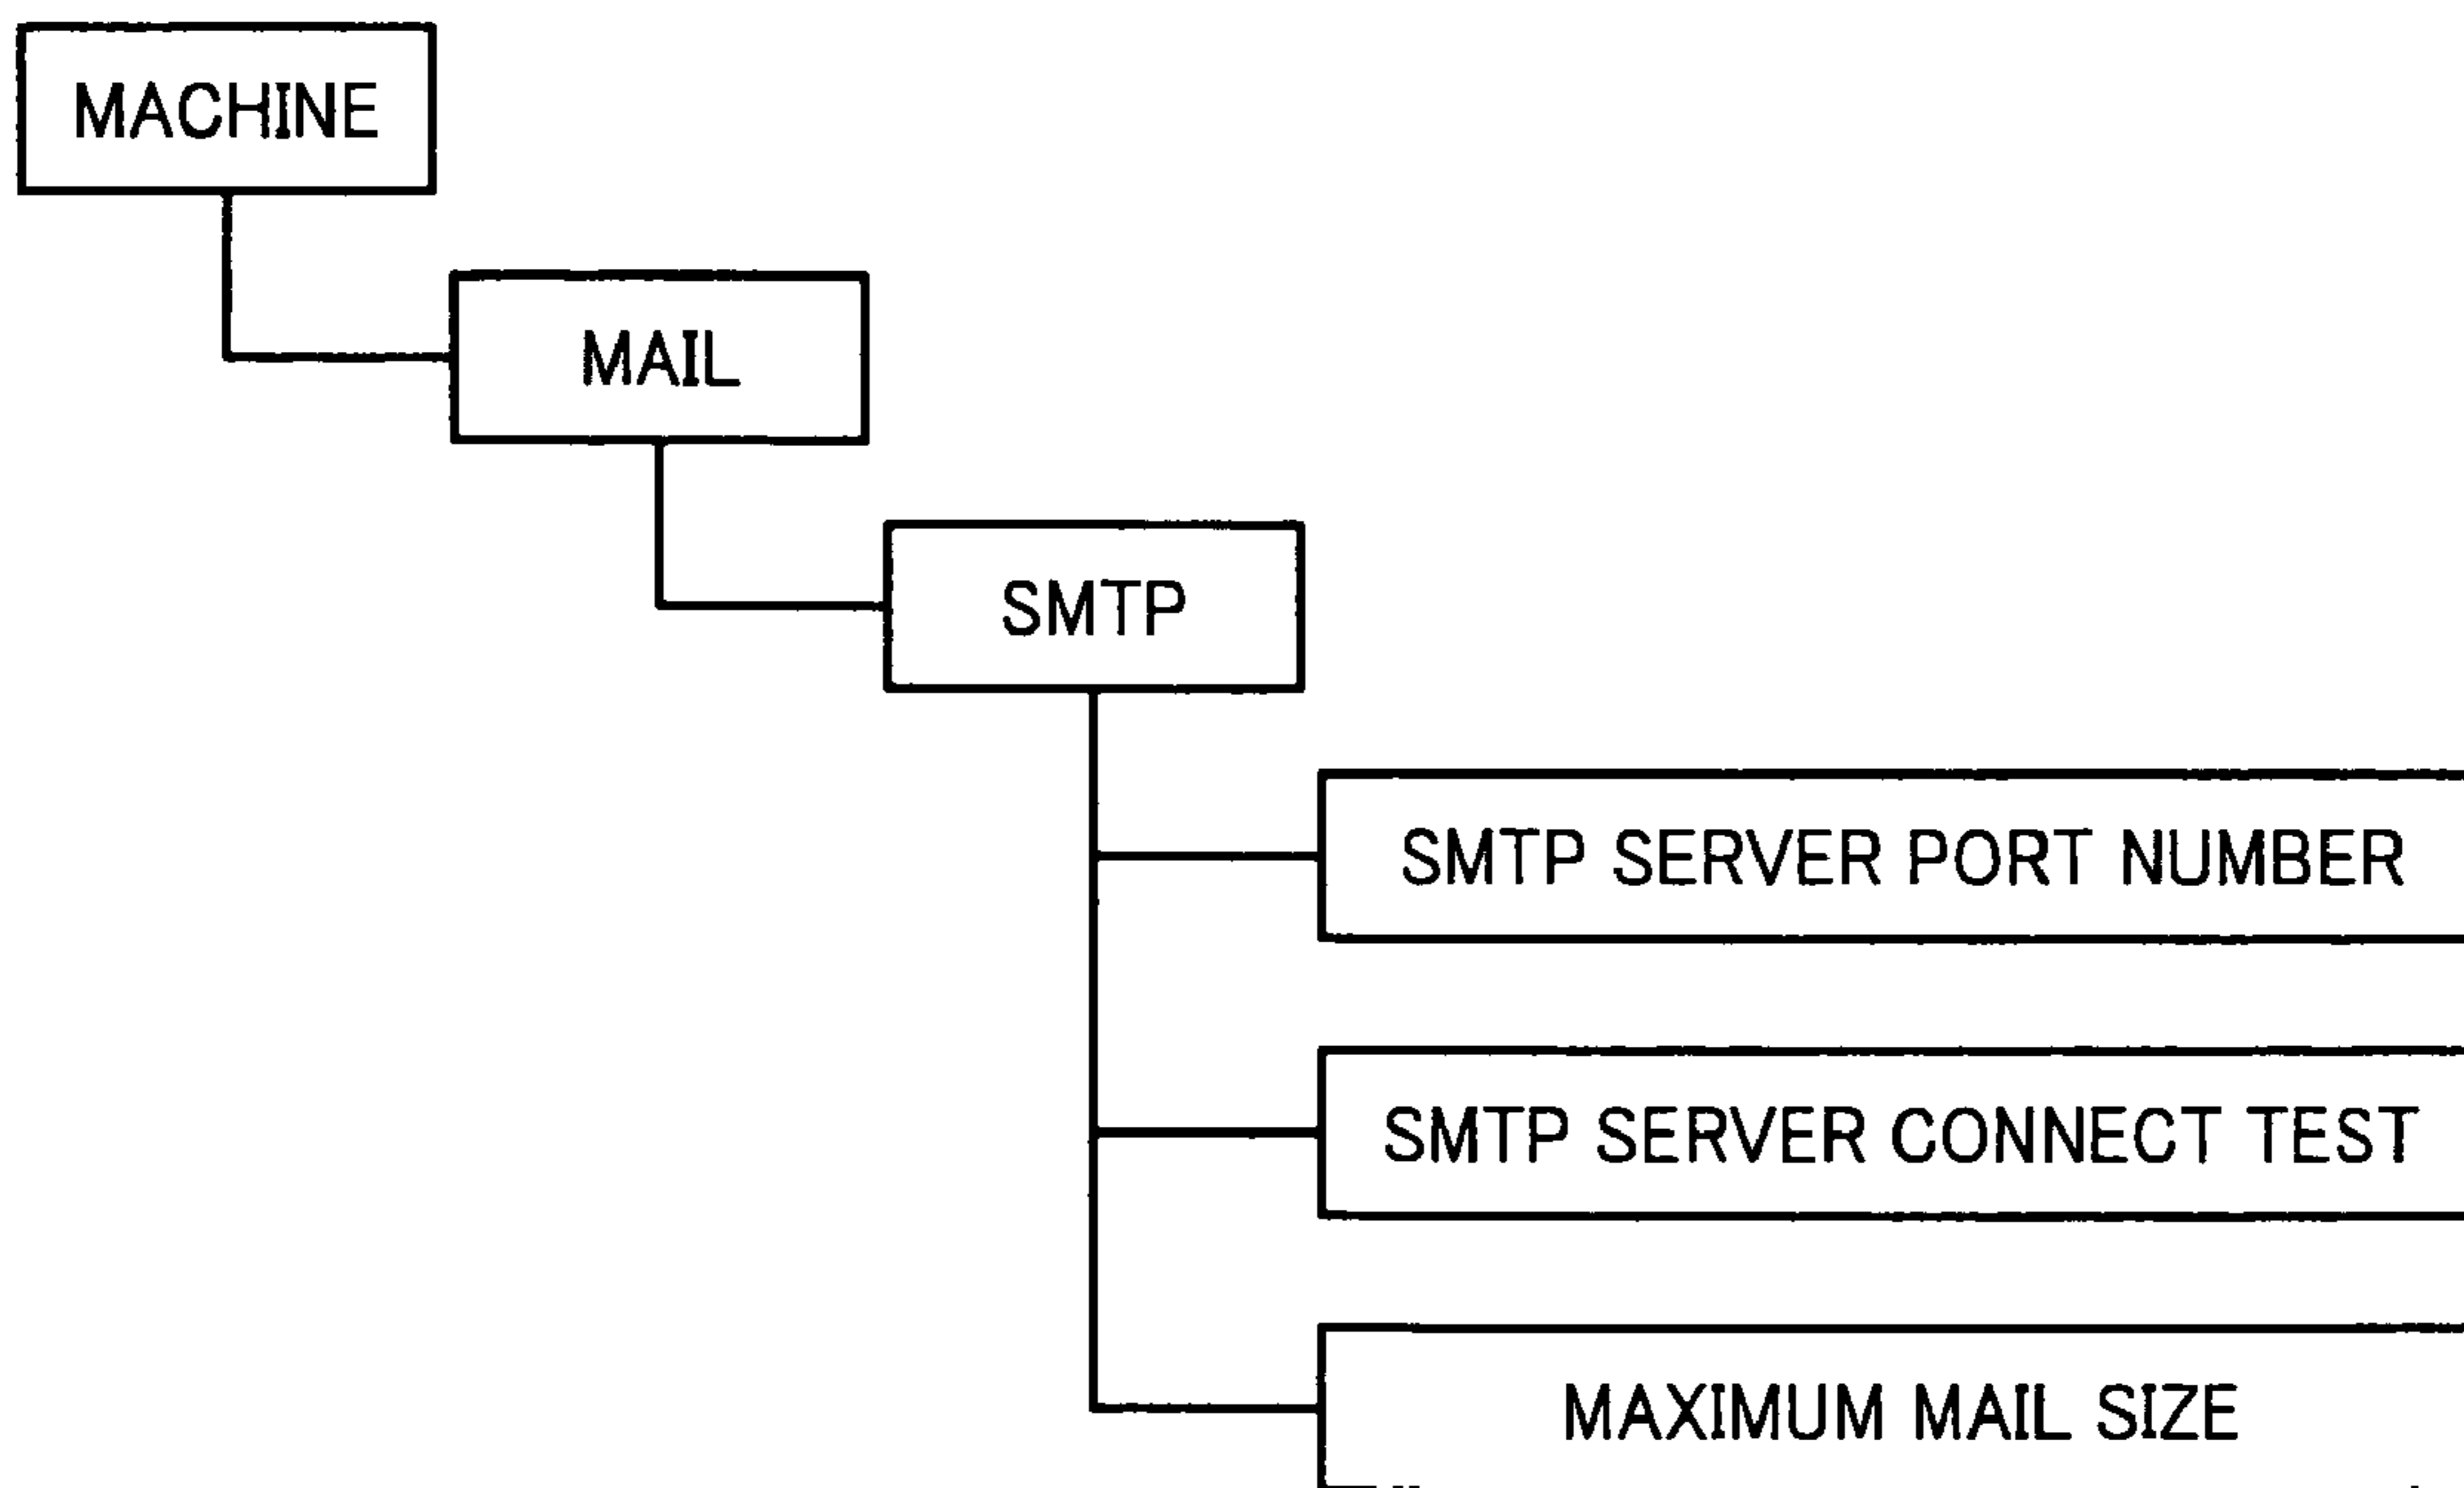 MACHINE
MAIL
SMTP
SMTP SERVER PORT NUMBER
SMTP SERVER CONNECT TEST
MAXIMUM MAIL SIZE